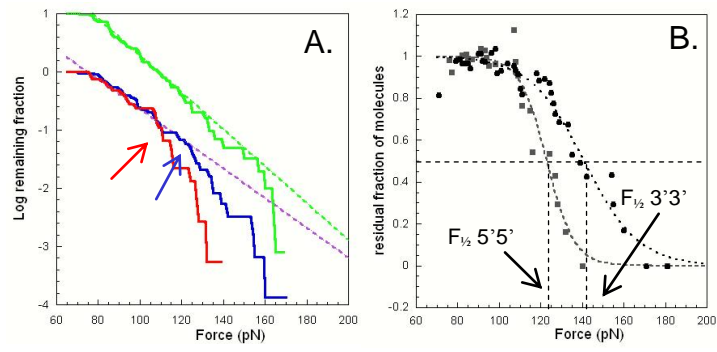 A.
Log remaining fraction
1
0
-1
-2
-3
-4
60 80 100 120 140 160 180 200
Force (pN)
B.
residual fraction of molecules
1.2
1
0.8
0.6
0.4
0.2
0
-0.2
F½ 5'5'
F½ 3'3'
60 80 100 120 140 160 180 200
Force (pN)